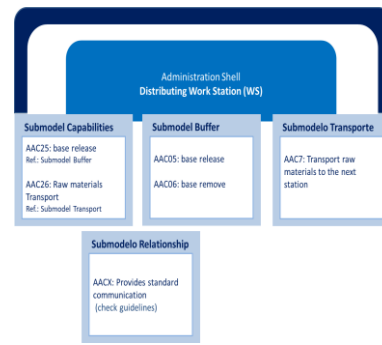 Administration Shell
Distributing Work Station (WS)
Submodel Capabilities
AAC25: base release
Ref.: Submodel Buffer
AAC26: Raw materials
Transport
Ref.: Submodel Transport
Submodel Buffer
AAC05: base release
AAC06: base remove
Submodelo Transporte
AAC7: Transport raw
materials to the next
station
Submodelo Relationship
AACX: Provides standard
communication
(check guidelines)